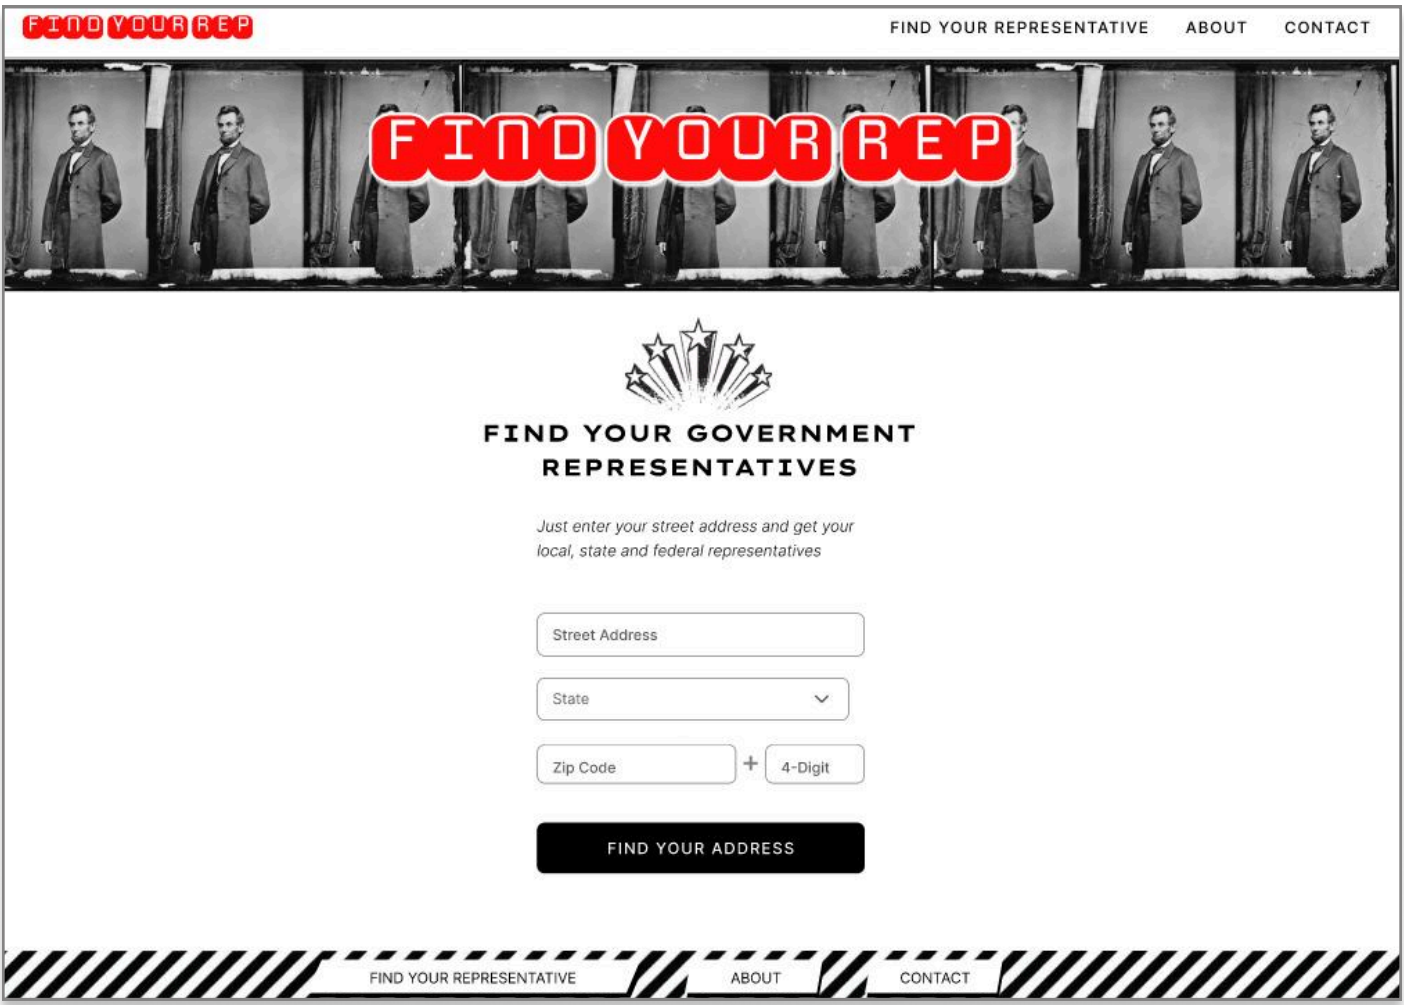 FIND YOUR REP
FIND YOUR REPRESENTATIVE ABOUT CONTACT
FIND YOUR REP
FIND YOUR GOVERNMENT
REPRESENTATIVES
Just enter your street address and get your
local, state and federal representatives
Street Address
State
Zip Code + 4-Digit
FIND YOUR ADDRESS
FIND YOUR REPRESENTATIVE ABOUT CONTACT